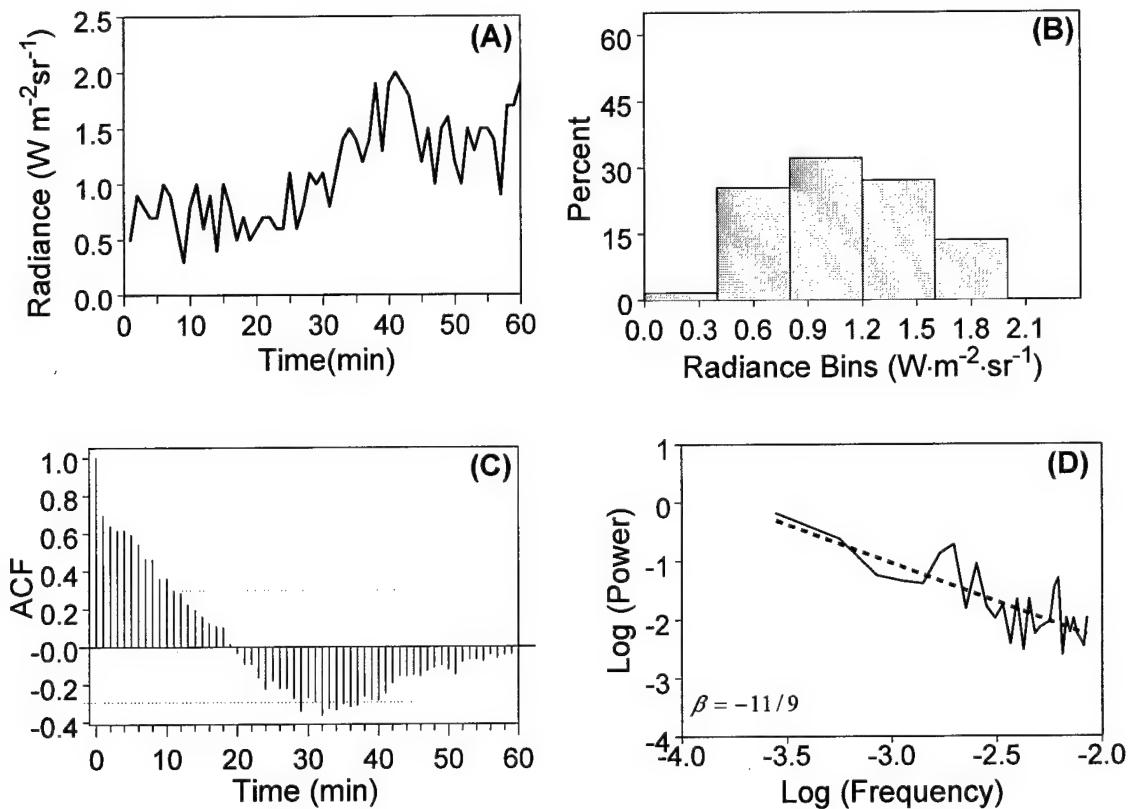 (A)
2.5
2.0
1.5
1.0
0.5
0.0
Radiance (W m⁻²sr⁻¹)
0 10 20 30 40 50 60
Time(min)
(B)
60
45
30
15
0
Percent
0.0 0.3 0.9 1.2 1.5 1.8 2.1
Radiance Bins (W·m⁻²·sr⁻¹)
(C)
1.0
0.8
0.6
0.4
0.2
-0.0
-0.2
-0.4
ACF
0 10 20 30 40 50 60
Time (min)
(D)
1
0
-1
-2
-3
-4
Log (Power)
β = −11/9
-4.0 -3.5 -3.0 -2.5 -2.0
Log (Frequency)